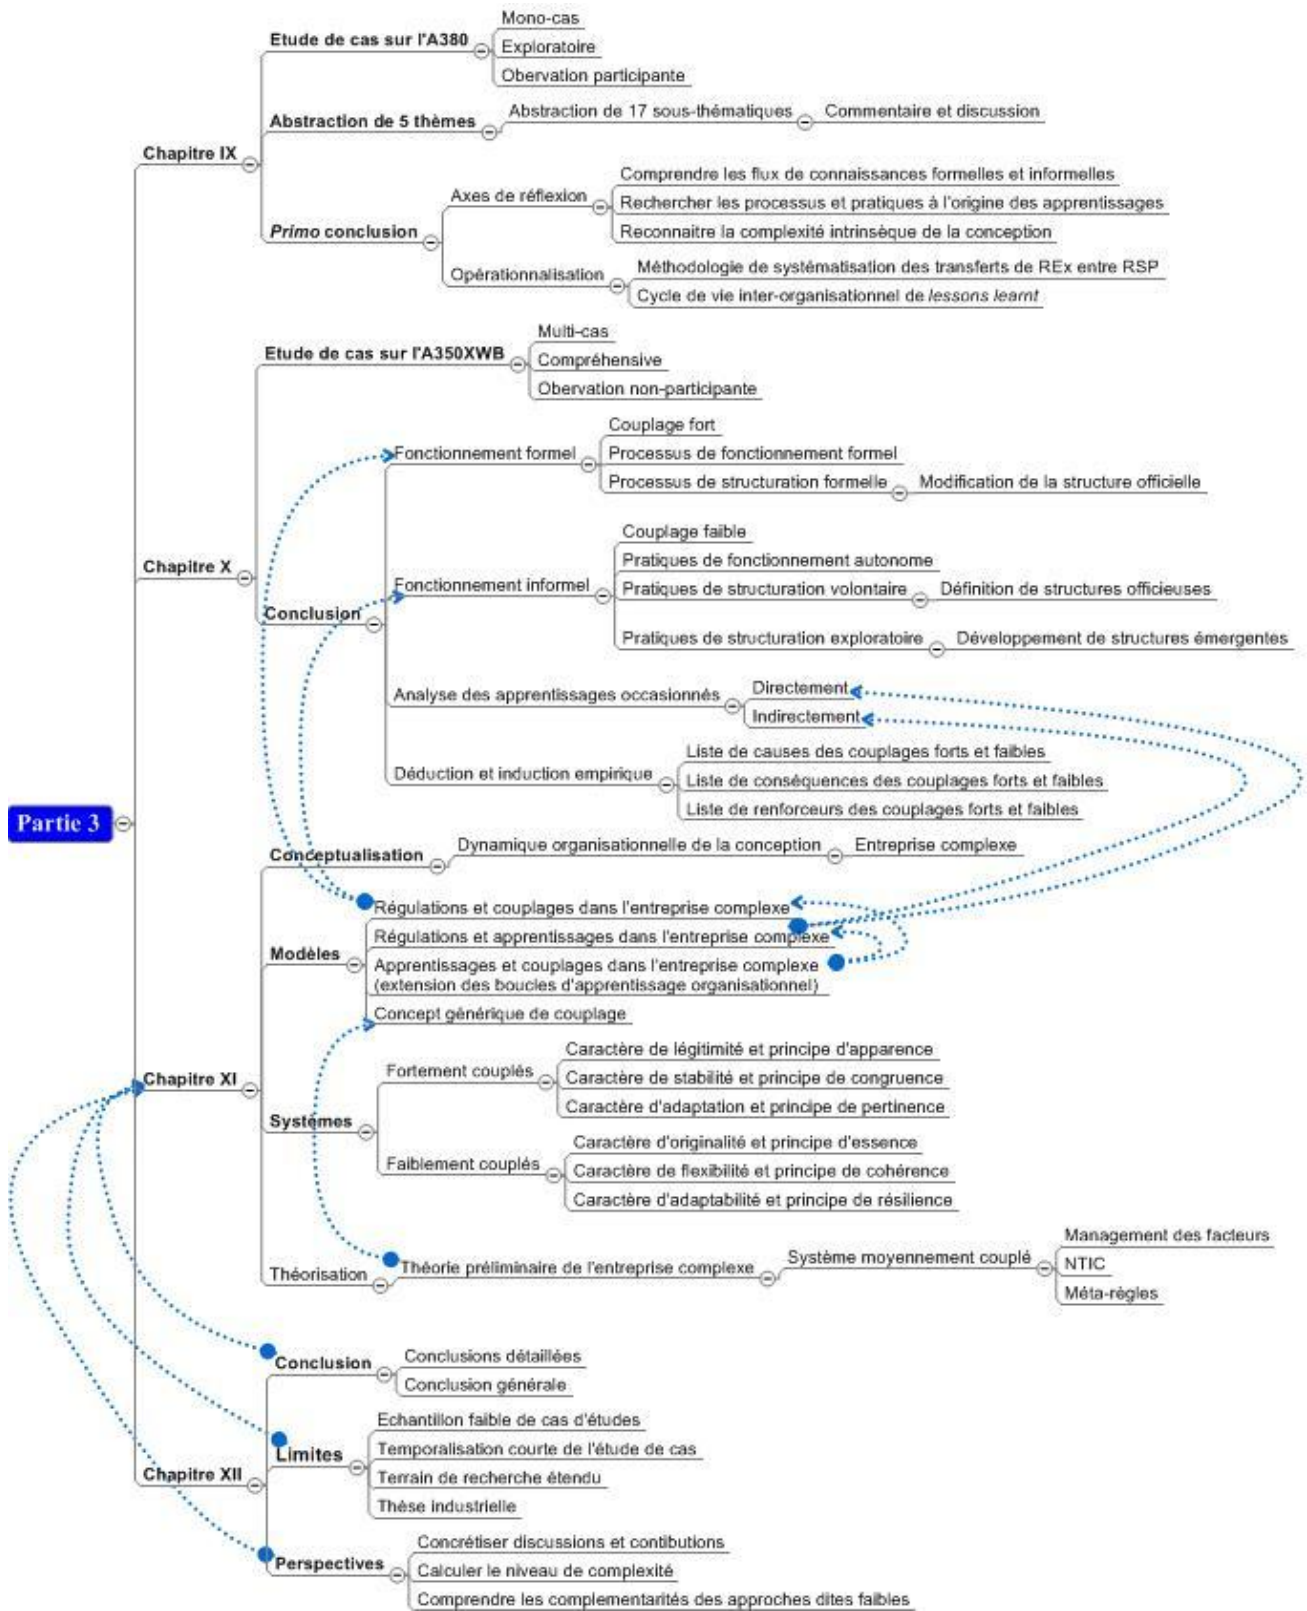 Partie 3
Chapitre IX
Etude de cas sur l'A380
Mono-cas
Exploratoire
Obervation participante
Abstraction de 5 thèmes
Abstraction de 17 sous-thématiques
Commentaire et discussion
Primo conclusion
Axes de réflexion
Comprendre les flux de connaissances formelles et informelles
Rechercher les processus et pratiques à l'origine des apprentissages
Reconnaitre la complexité intrinsèque de la conception
Opérationnalisation
Méthodologie de systématisation des transferts de REx entre RSP
Cycle de vie inter-organisationnel de lessons learnt
Chapitre X
Etude de cas sur l'A350XWB
Multi-cas
Compréhensive
Obervation non-participante
Conclusion
Fonctionnement formel
Couplage fort
Processus de fonctionnement formel
Processus de structuration formelle
Modification de la structure officielle
Fonctionnement informel
Couplage faible
Pratiques de fonctionnement autonome
Pratiques de structuration volontaire
Définition de structures officieuses
Pratiques de structuration exploratoire
Développement de structures émergentes
Analyse des apprentissages occasionnés
Directement
Indirectement
Déduction et induction empirique
Liste de causes des couplages forts et faibles
Liste de conséquences des couplages forts et faibles
Liste de renforceurs des couplages forts et faibles
Chapitre XI
Conceptualisation
Dynamique organisationnelle de la conception
Entreprise complexe
Modèles
Régulations et couplages dans l'entreprise complexe
Régulations et apprentissages dans l'entreprise complexe
Apprentissages et couplages dans l'entreprise complexe
(extension des boucles d'apprentissage organisationnel)
Concept générique de couplage
Systèmes
Fortement couplés
Caractère de légitimité et principe d'apparence
Caractère de stabilité et principe de congruence
Caractère d'adaptation et principe de pertinence
Faiblement couplés
Caractère d'originalité et principe d'essence
Caractère de flexibilité et principe de cohérence
Caractère d'adaptabilité et principe de résilience
Théorisation
Théorie préliminaire de l'entreprise complexe
Système moyennement couplé
Management des facteurs
NTIC
Méta-règles
Chapitre XII
Conclusion
Conclusions détaillées
Conclusion générale
Limites
Echantillon faible de cas d'études
Temporalisation courte de l'étude de cas
Terrain de recherche étendu
Thèse industrielle
Perspectives
Concrétiser discussions et contibutions
Calculer le niveau de complexité
Comprendre les complementarités des approches dites faibles